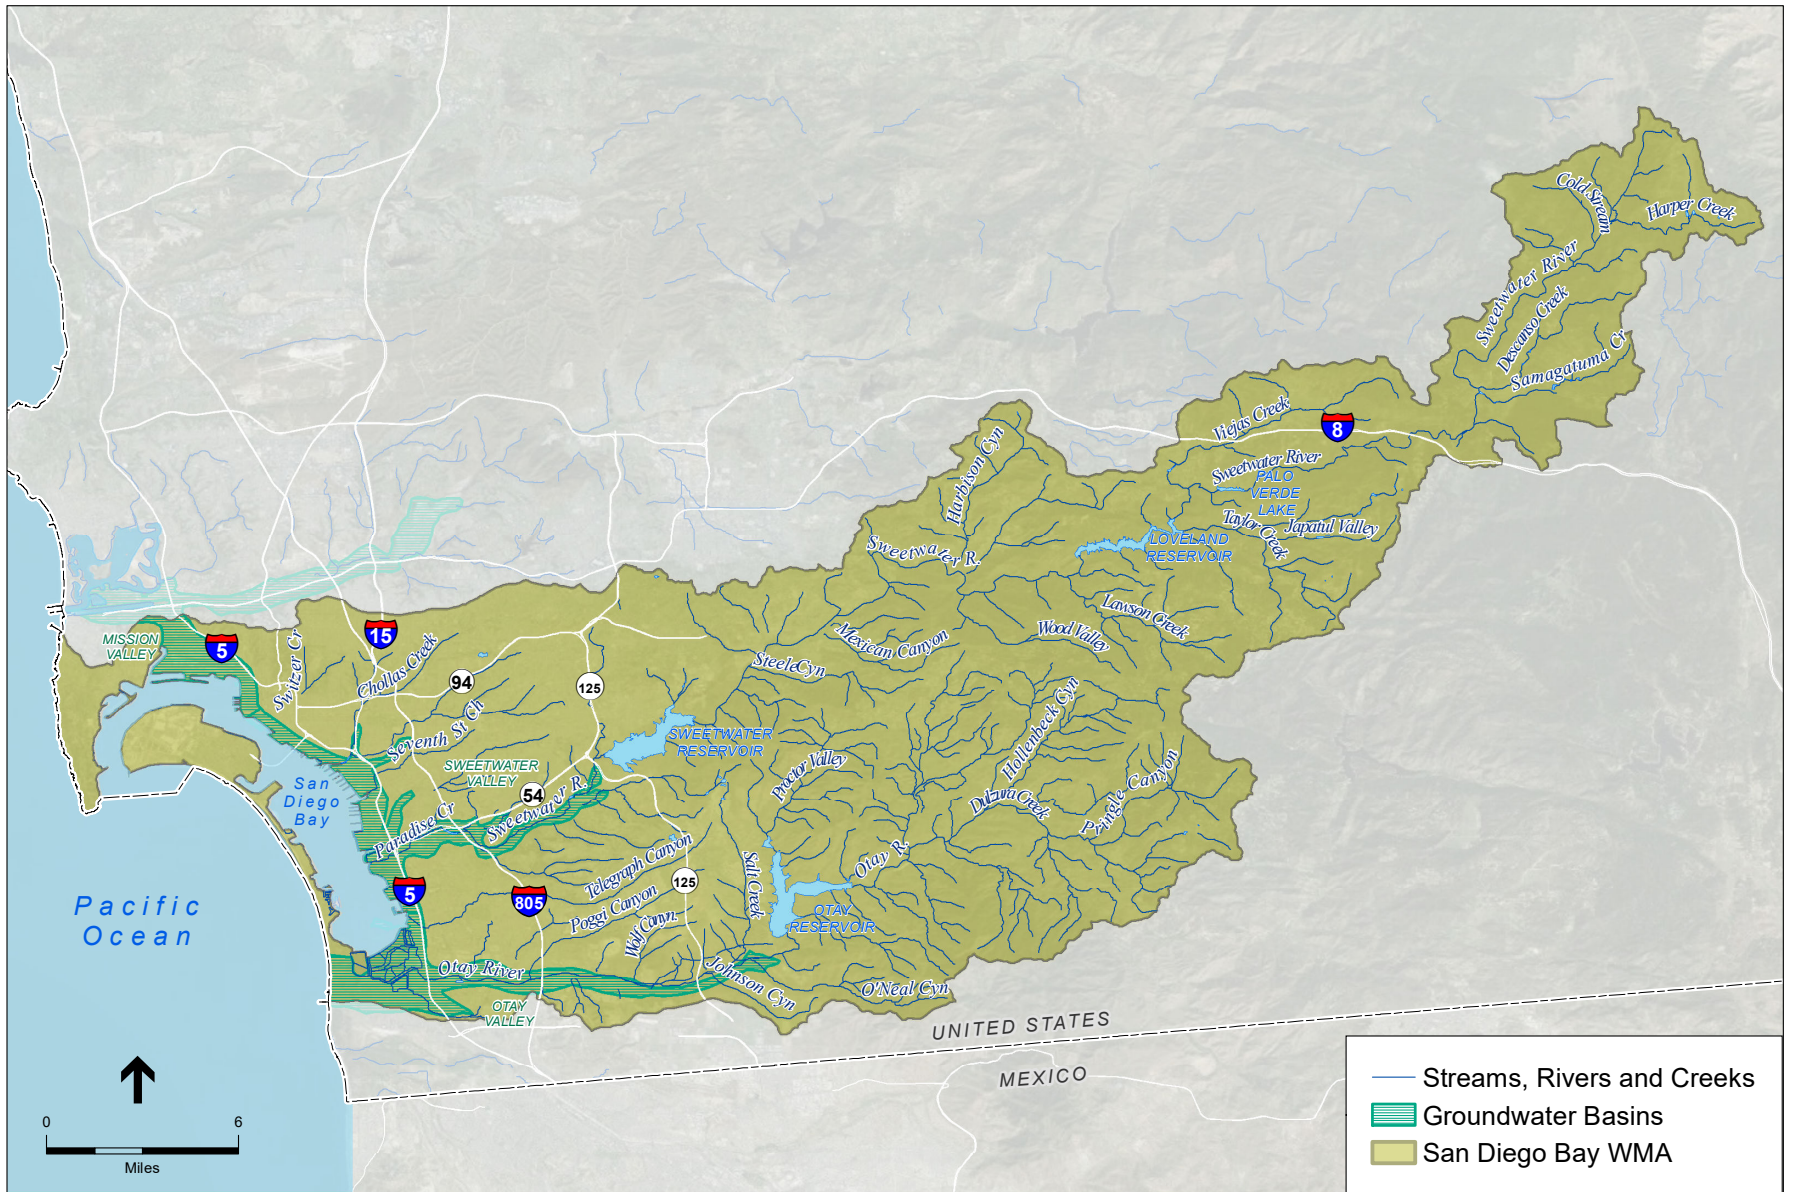 Cold Stream
Harper Creek
Sweetwater River
Descanso Creek
Samagatuma Cr
Viejas Creek
8
Harbison Cyn
Sweetwater River
PALO
VERDE
LAKE
Taylor Creek
Japatul Valley
Sweetwater R.
LOVELAND
RESERVOIR
MISSION
VALLEY
5
15
Switzer Cr
Chollas Creek
94
125
Lawson Creek
Wood Valley
Mexican Canyon
Steele Cyn
Seventh St Ch
SWEETWATER
RESERVOIR
Hollenbeck Cyn
SWEETWATER
VALLEY
Proctor Valley
Pringle Canyon
San
Diego
Bay
54
Sweetwater R.
Dulzura Creek
Paradise Cr
Telegraph Canyon
Otay R.
Salt Creek
5
805
125
Poggi Canyon
Wolf Canyn.
OTAY
RESERVOIR
Pacific
Ocean
Otay River
Johnson Cyn
O'Neal Cyn
OTAY
VALLEY
UNITED STATES
MEXICO
0 6
Miles
Streams, Rivers and Creeks
Groundwater Basins
San Diego Bay WMA